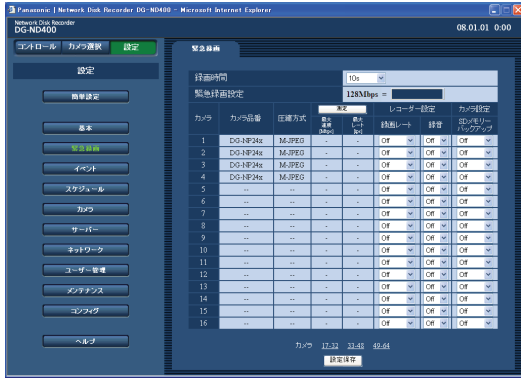 Panasonic | Network Disk Recorder DG-ND400 - Microsoft Internet Explorer
Network Disk Recorder
DG-ND400
08.01.01 0:00
コントロール カメラ選択 設定
緊急録画
設定
簡単設定
基本
緊急録画
イベント
スケジュール
カメラ
サーバー
ネットワーク
ユーザー管理
メンテナンス
コンフィグ
ヘルプ
録画時間 10s
緊急録画設定 128Mbps =
測定 レコーダー設定 カメラ設定
カメラ カメラ品番 圧縮方式 最大速度[Mbps] 最大レート[ips] 録画レート 録音 SDメモリーバックアップ
1 DG-NP24x M-JPEG - - Off Off Off
2 DG-NP24x M-JPEG - - Off Off Off
3 DG-NP24x M-JPEG - - Off Off Off
4 DG-NP24x M-JPEG - - Off Off Off
5 -- -- - - Off Off Off
6 -- -- - - Off Off Off
7 -- -- - - Off Off Off
8 -- -- - - Off Off Off
9 -- -- - - Off Off Off
10 -- -- - - Off Off Off
11 -- -- - - Off Off Off
12 -- -- - - Off Off Off
13 -- -- - - Off Off Off
14 -- -- - - Off Off Off
15 -- -- - - Off Off Off
16 -- -- - - Off Off Off
カメラ 17-32 33-48 49-64
設定保存